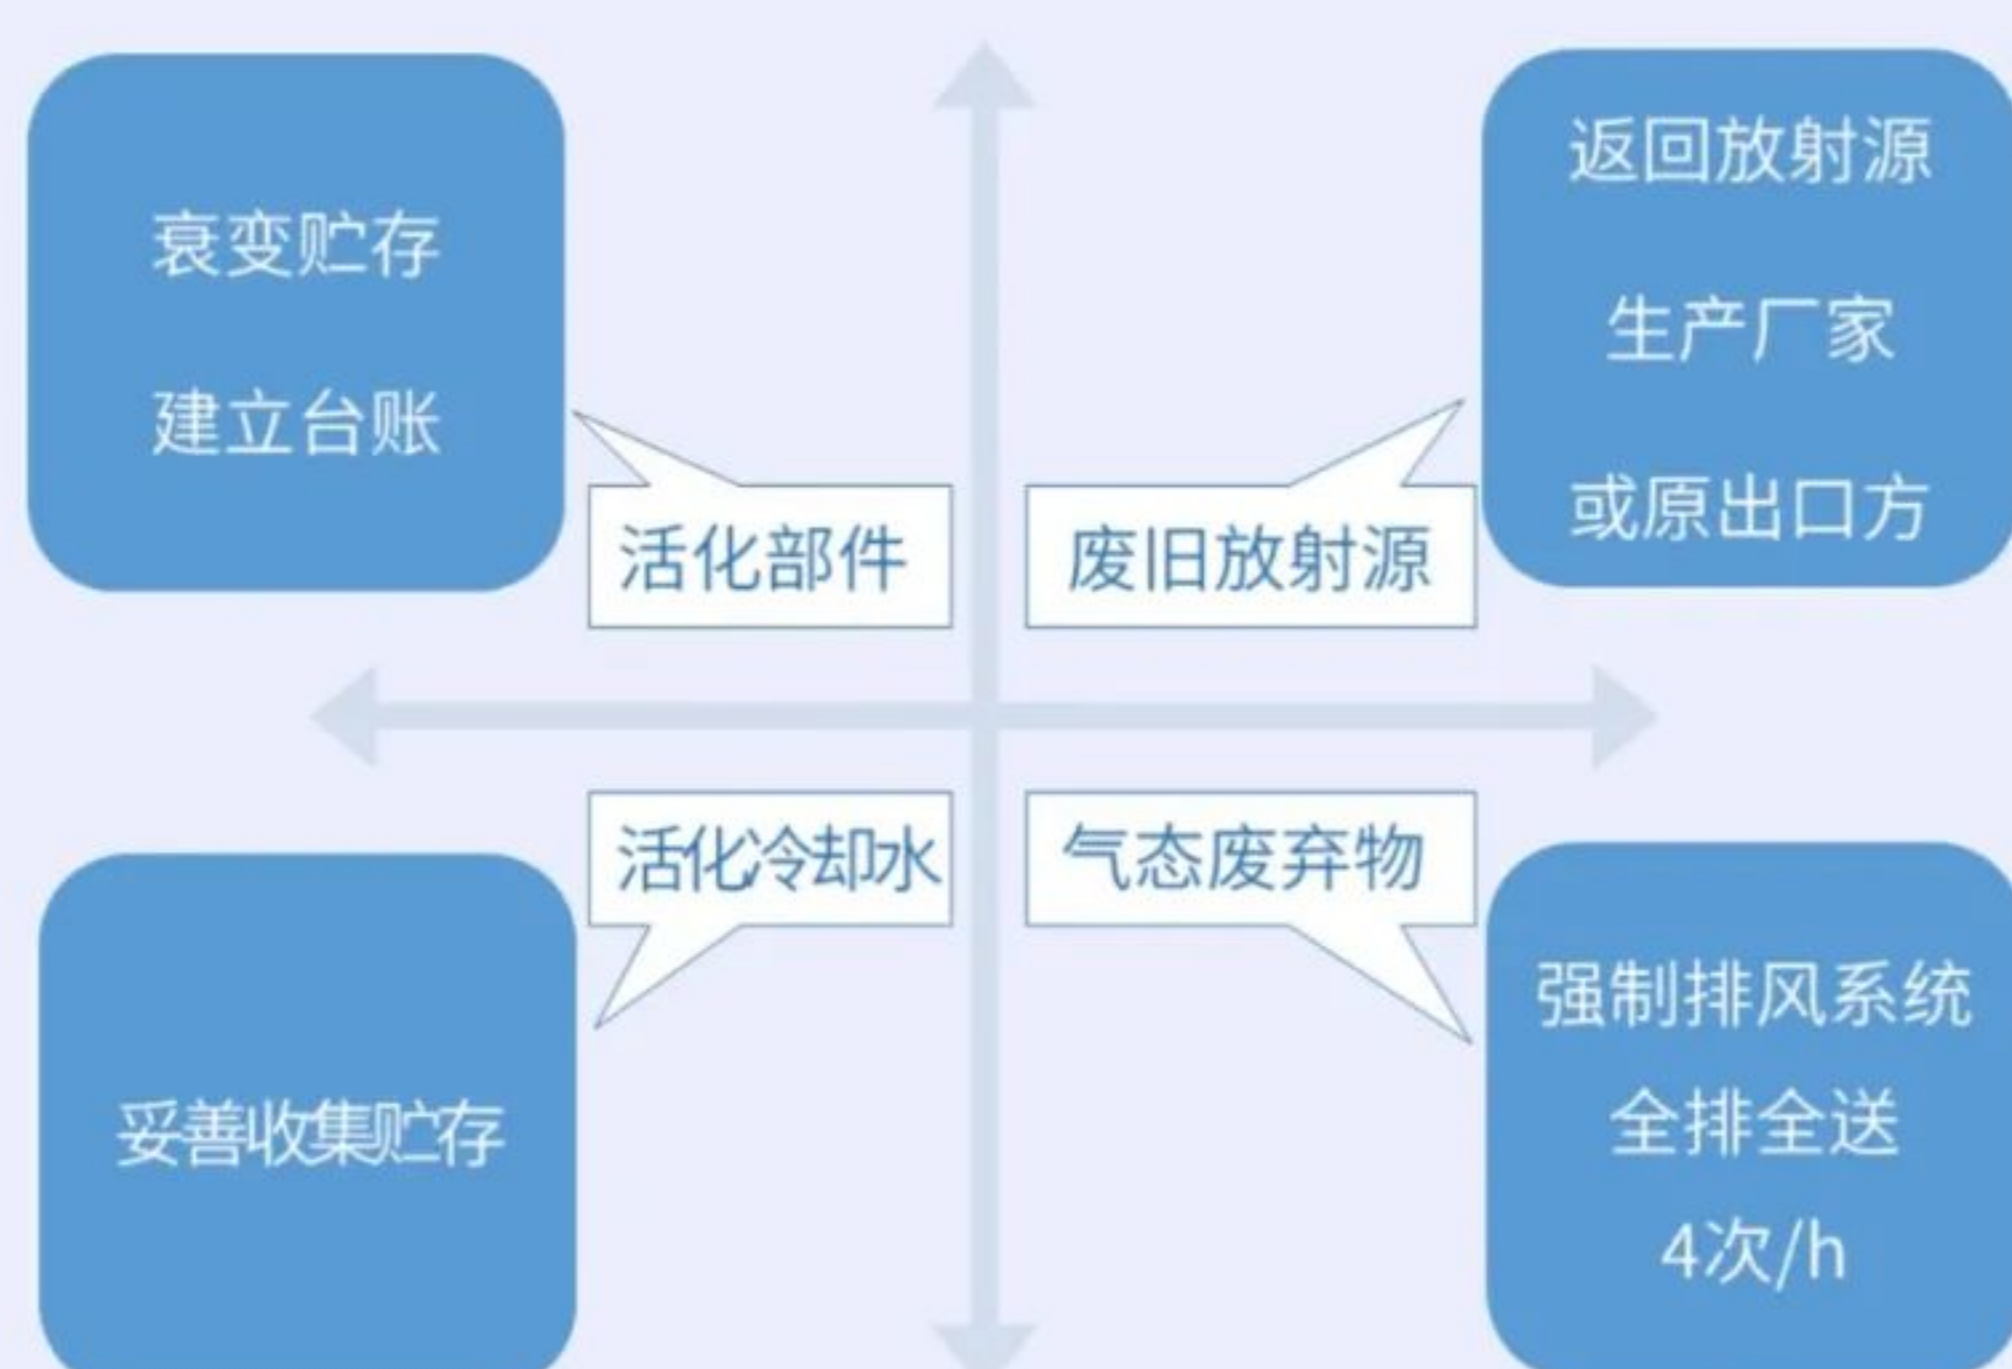 衰变贮存
建立台账
活化部件
返回放射源
生产厂家
或原出口方
废旧放射源
活化冷却水
妥善收集贮存
气态废弃物
强制排风系统
全排全送
4次/h